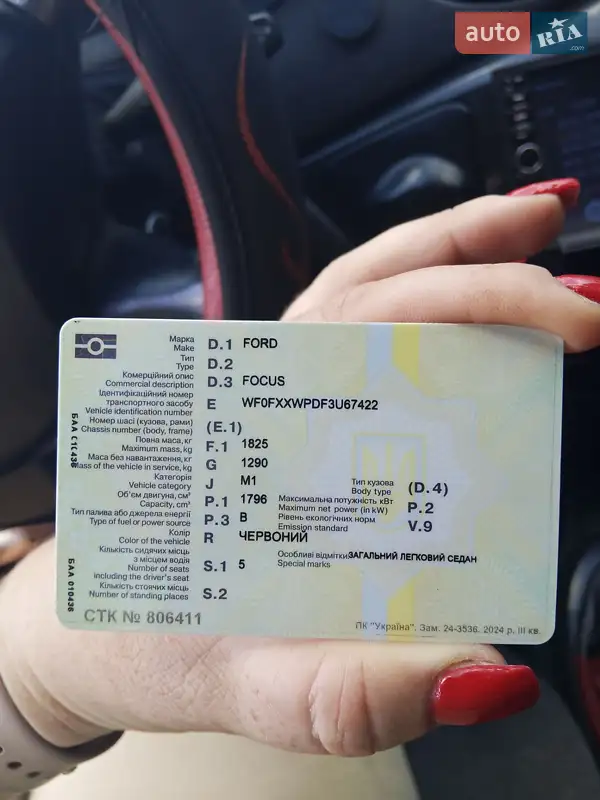 auto RIA .com
Марка
Make D.1 FORD
Тип
Type D.2
Комерційний опис
Commercial description D.3 FOCUS
Ідентифікаційний номер
транспортного засобу
Vehicle identification number E WF0FXXWPDF3U67422
Номер шасі (кузова, рами)
Chassis number (body, frame) (E.1)
Повна маса, кг
Maximum mass, kg F.1 1825
Маса без навантаження, кг
Mass of the vehicle in service, kg G 1290
Категорія
Vehicle category J M1
Об'єм двигуна, см³
Capacity, cm³ P.1 1796
Тип палива або джерела енергії
Type of fuel or power source P.3 B
Колір
Color of the vehicle R ЧЕРВОНИЙ
Кількість сидячих місць
з місцем водія
Number of seats
including the driver's seat S.1 5
Кількість стоячих місць
Number of standing places S.2
Тип кузова
Body type (D.4)
Максимальна потужність кВт
Maximum net power (in kW) P.2
Рівень екологічних норм
Emission standard V.9
Особливі відмітки ЗАГАЛЬНИЙ ЛЕГКОВИЙ СЕДАН
Special marks
СТК № 806411
ПК "Україна". Зам. 24-3536. 2024 р. III кв.
БАА 010436